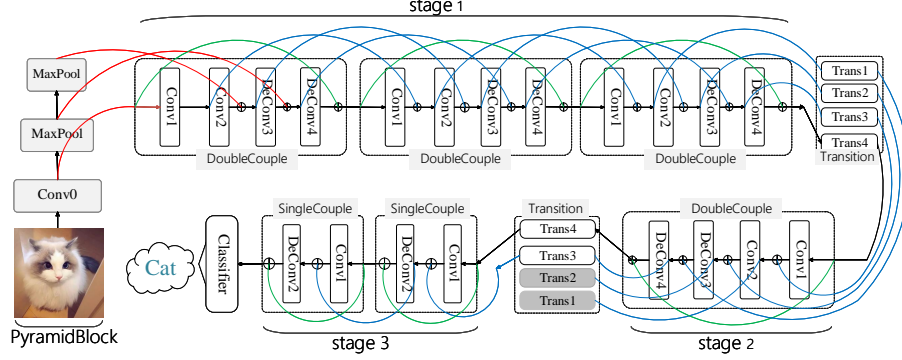 stage 1
MaxPool
MaxPool
Conv0
PyramidBlock
Conv1
Conv2
DeConv3
DeConv4
DoubleCouple
Conv1
Conv2
DeConv3
DeConv4
DoubleCouple
Conv1
Conv2
DeConv3
DeConv4
DoubleCouple
Trans1
Trans2
Trans3
Trans4
Transition
DoubleCouple
DeConv4
DeConv3
Conv2
Conv1
stage 2
Transition
Trans4
Trans3
Trans2
Trans1
SingleCouple
DeConv2
Conv1
SingleCouple
DeConv2
Conv1
stage 3
Classifier
Cat